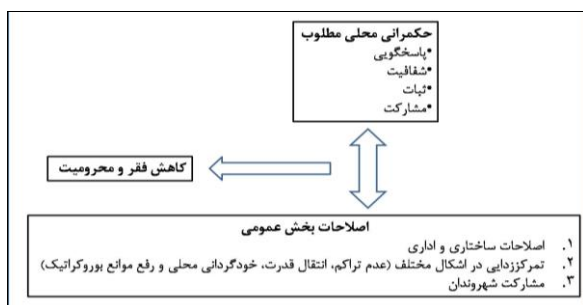 حکمرانی محلی مطلوب
•پاسخگویی
•شفافیت
•ثبات
•مشارکت
کاهش فقر و محرومیت
اصلاحات بخش عمومی
۱. اصلاحات ساختاری و اداری
۲. تمرکززدایی در اشکال مختلف (عدم تراکم، انتقال قدرت، خودگردانی محلی و رفع موانع بوروکراتیک)
۳. مشارکت شهروندان